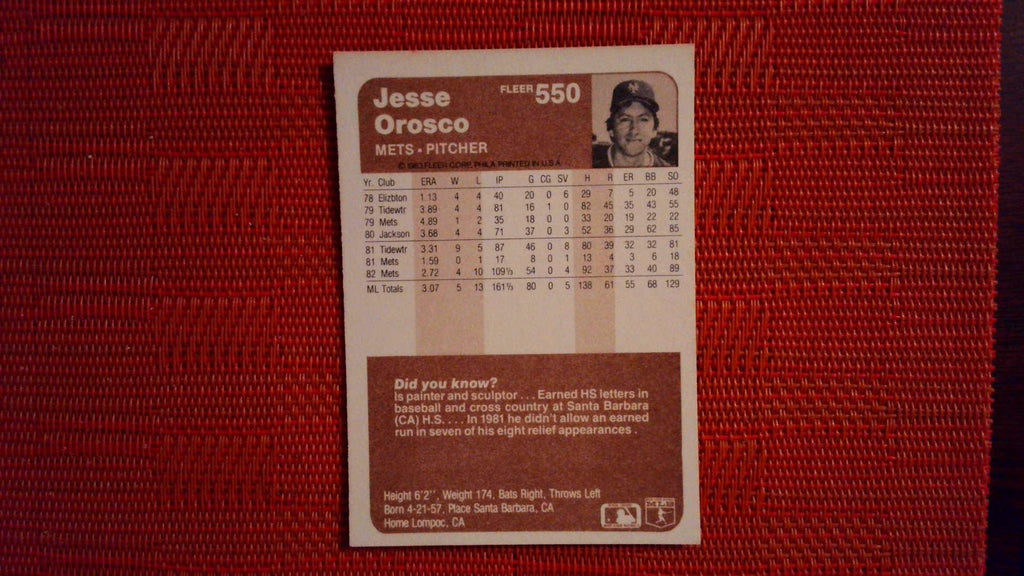 Jesse
Orosco
FLEER 550
METS • PITCHER
© 1983 FLEER CORP. PHILA PRINTED IN U.S.A
Yr. Club ERA W L IP G CG SV H R ER BB SO
78 Elizbton 1.13 4 4 40 20 0 6 29 7 5 20 48
79 Tidewtr 3.89 4 4 81 16 1 0 82 45 35 43 55
79 Mets 4.89 1 2 35 18 0 0 33 20 19 22 22
80 Jackson 3.68 4 4 71 37 0 3 52 36 29 62 85
81 Tidewtr 3.31 9 5 87 46 0 8 80 39 32 32 81
81 Mets 1.59 0 1 17 8 0 1 13 4 3 6 18
82 Mets 2.72 4 10 109⅓ 54 0 4 92 37 33 40 89
ML Totals 3.07 5 13 161⅓ 80 0 5 138 61 55 68 129
Did you know?
Is painter and sculptor . . . Earned HS letters in
baseball and cross country at Santa Barbara
(CA) H.S. . . . In 1981 he didn't allow an earned
run in seven of his eight relief appearances .
Height 6'2'', Weight 174, Bats Right, Throws Left
Born 4-21-57, Place Santa Barbara, CA
Home Lompoc, CA